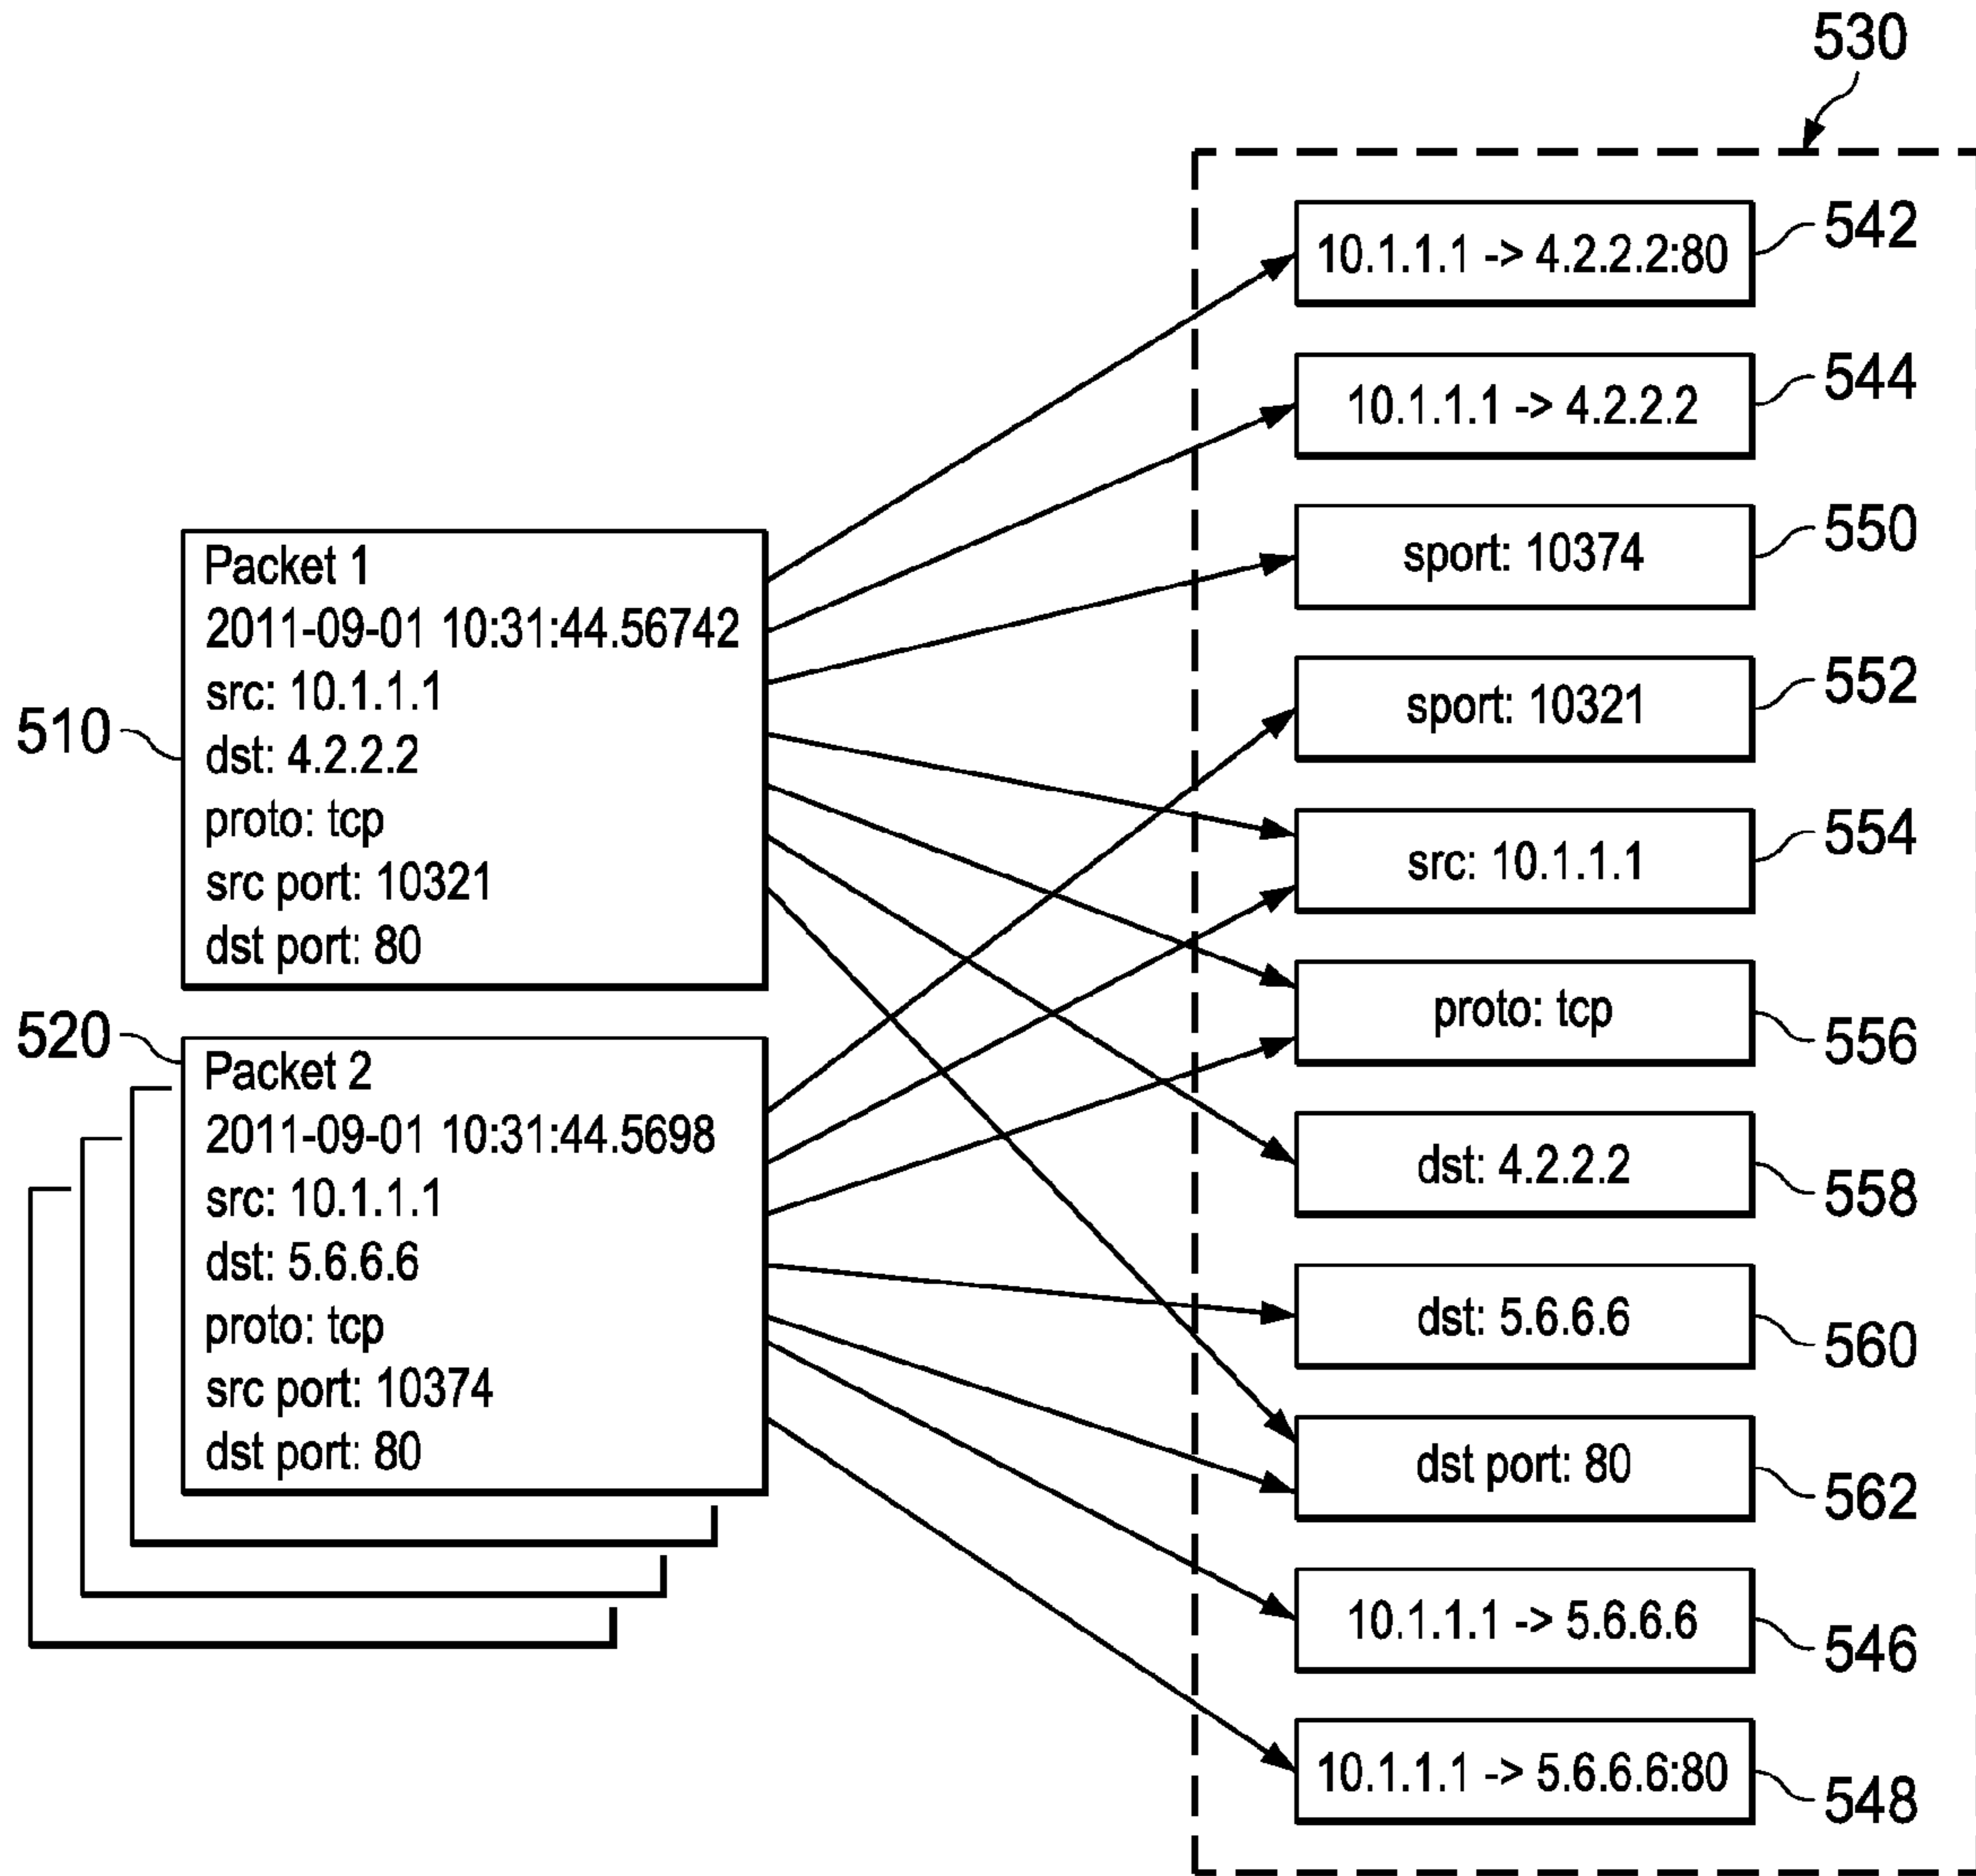 530
10.1.1.1 -> 4.2.2.2:80
542
10.1.1.1 -> 4.2.2.2
544
sport: 10374
550
sport: 10321
552
src: 10.1.1.1
554
proto: tcp
556
dst: 4.2.2.2
558
dst: 5.6.6.6
560
dst port: 80
562
10.1.1.1 -> 5.6.6.6
546
10.1.1.1 -> 5.6.6.6:80
548
510
Packet 1
2011-09-01 10:31:44.56742
src: 10.1.1.1
dst: 4.2.2.2
proto: tcp
src port: 10321
dst port: 80
520
Packet 2
2011-09-01 10:31:44.5698
src: 10.1.1.1
dst: 5.6.6.6
proto: tcp
src port: 10374
dst port: 80